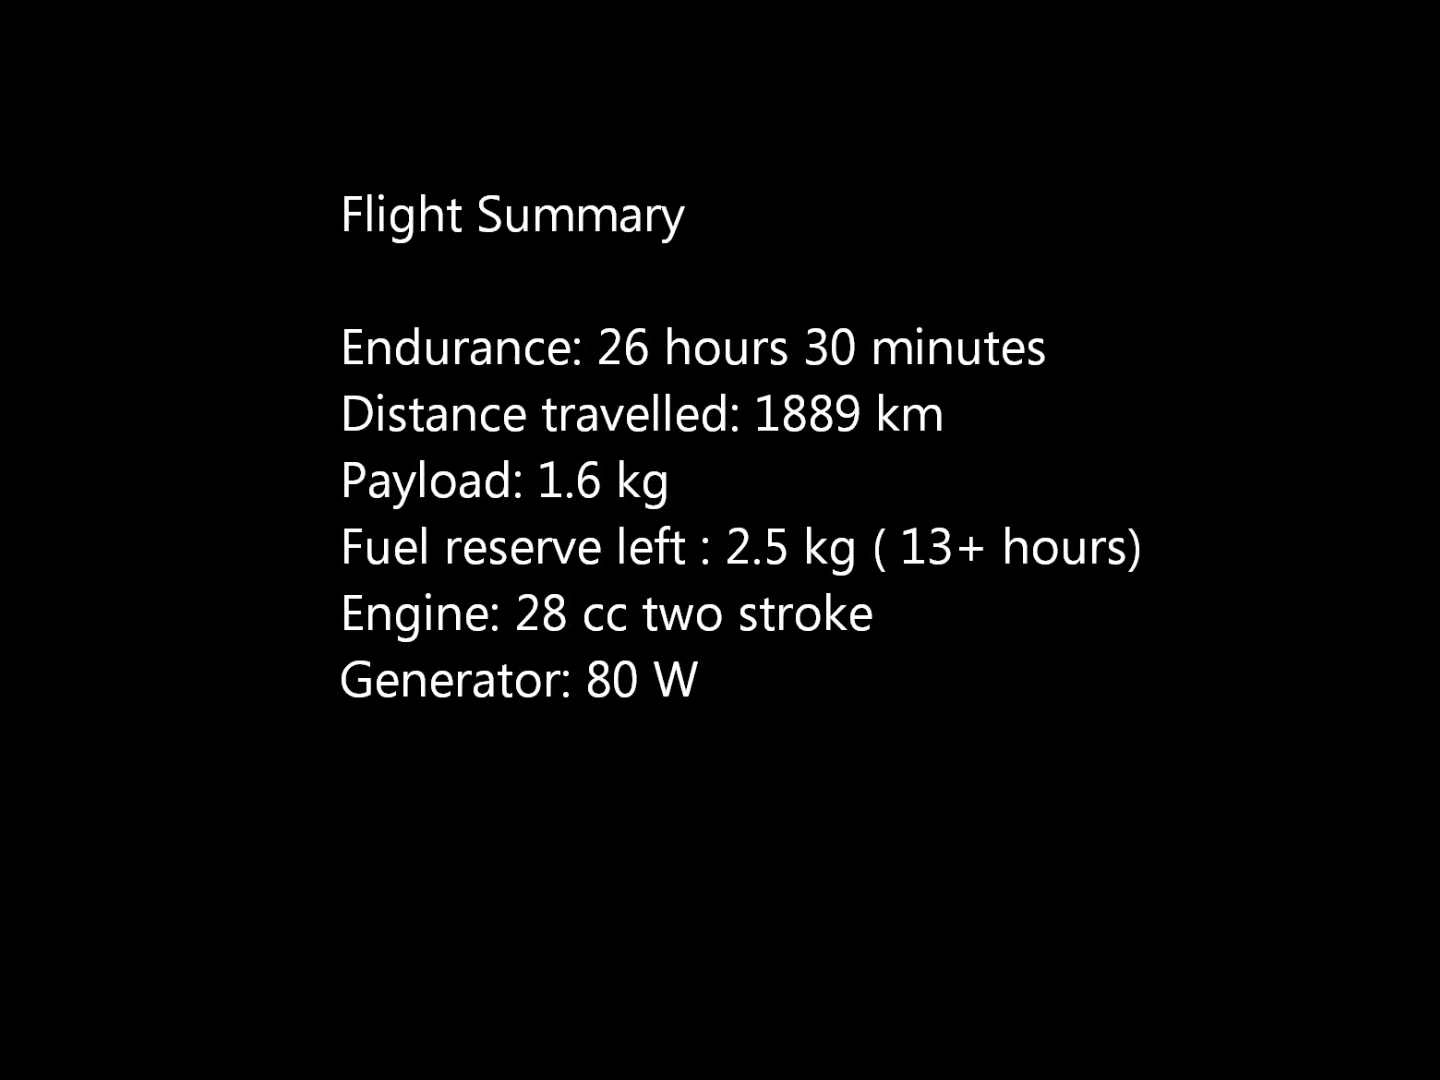 Flight Summary
Endurance: 26 hours 30 minutes
Distance travelled: 1889 km
Payload: 1.6 kg
Fuel reserve left : 2.5 kg ( 13+ hours)
Engine: 28 cc two stroke
Generator: 80 W